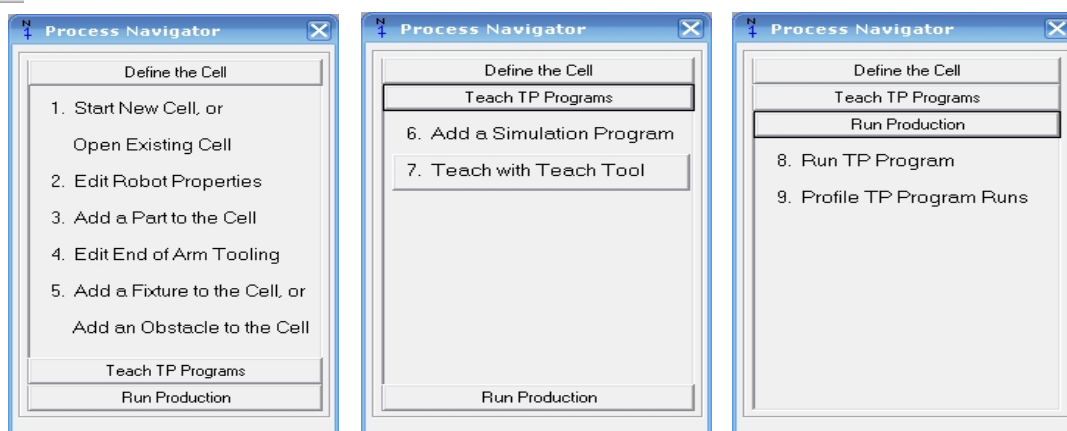 Process Navigator
Define the Cell
1. Start New Cell, or
Open Existing Cell
2. Edit Robot Properties
3. Add a Part to the Cell
4. Edit End of Arm Tooling
5. Add a Fixture to the Cell, or
Add an Obstacle to the Cell
Teach TP Programs
Run Production
Process Navigator
Define the Cell
Teach TP Programs
6. Add a Simulation Program
7. Teach with Teach Tool
Run Production
Process Navigator
Define the Cell
Teach TP Programs
Run Production
8. Run TP Program
9. Profile TP Program Runs